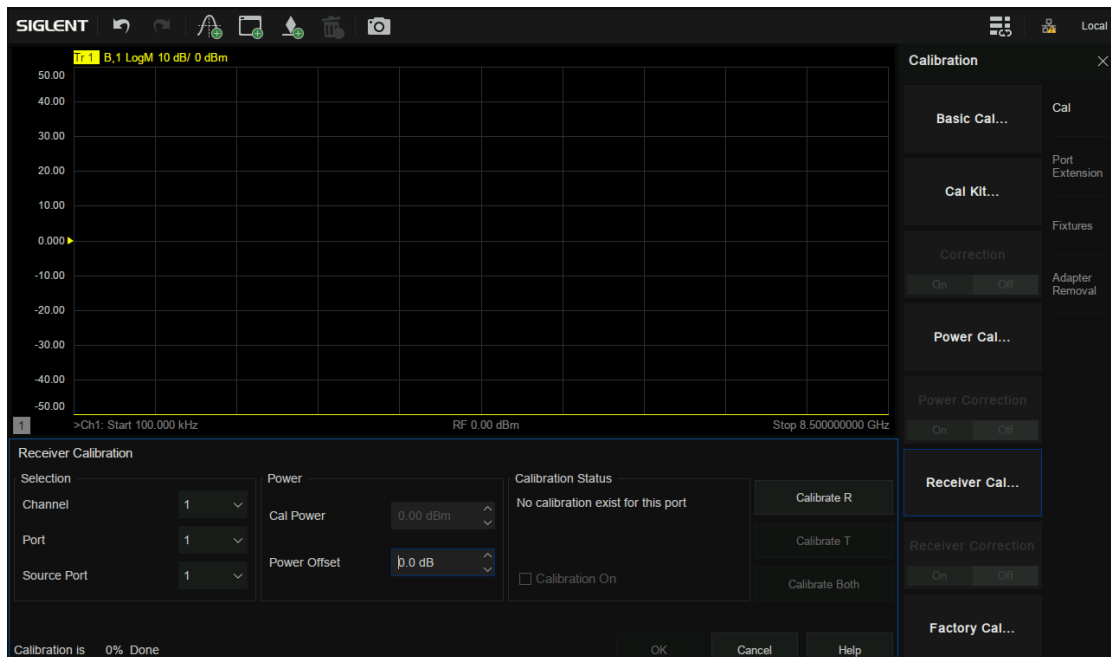 SIGLENT
Local
Tr 1 B,1 LogM 10 dB/ 0 dBm
50.00
40.00
30.00
20.00
10.00
0.000
-10.00
-20.00
-30.00
-40.00
-50.00
1 >Ch1: Start 100.000 kHz RF 0.00 dBm Stop 8.500000000 GHz
Receiver Calibration
Selection
Channel 1
Port 1
Source Port 1
Power
Cal Power 0.00 dBm
Power Offset 0.0 dB
Calibration Status
No calibration exist for this port
Calibration On
Calibrate R
Calibrate T
Calibrate Both
Calibration is 0% Done
OK Cancel Help
Calibration
Basic Cal...
Cal Kit...
Correction
On Off
Power Cal...
Power Correction
On Off
Receiver Cal...
Receiver Correction
On Off
Factory Cal...
Cal
Port
Extension
Fixtures
Adapter
Removal